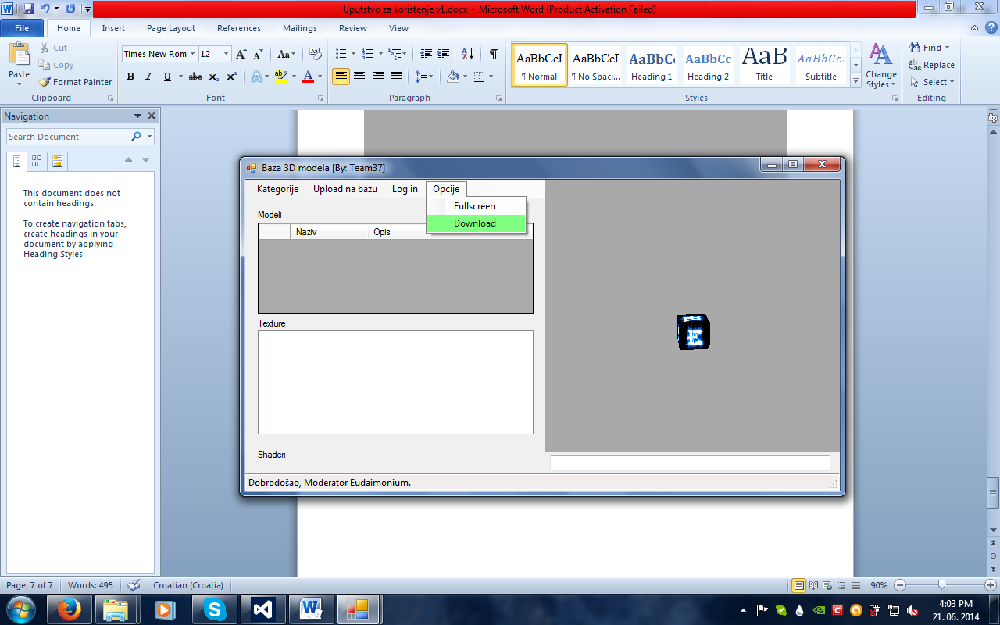 Uputstvo za koristenje v1.docx - Microsoft Word (Product Activation Failed)
File Home Insert Page Layout References Mailings Review View
Paste
Cut
Copy
Format Painter
Clipboard
Times New Rom 12
Font
Paragraph
AaBbCcI AaBbCcI AaBbCc AaBbCc AaB AaBbCc.
¶ Normal ¶ No Spaci... Heading 1 Heading 2 Title Subtitle
Change Styles
Styles
Find
Replace
Select
Editing
Navigation
Search Document
This document does not
contain headings.
To create navigation tabs,
create headings in your
document by applying
Heading Styles.
Baza 3D modela [By: Team37]
Kategorije Upload na bazu Log in Opcije
Fullscreen
Download
Modeli
Naziv Opis
Texture
E
Shaderi
Dobrodošao, Moderator Eudaimonium.
Page: 7 of 7 Words: 495 Croatian (Croatia) 90%
4:03 PM
21. 06. 2014